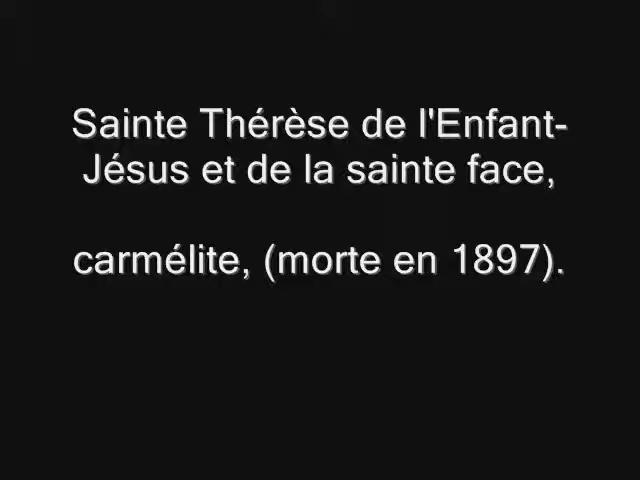 Sainte Thérèse de l'Enfant-
Jésus et de la sainte face,
carmélite, (morte en 1897).